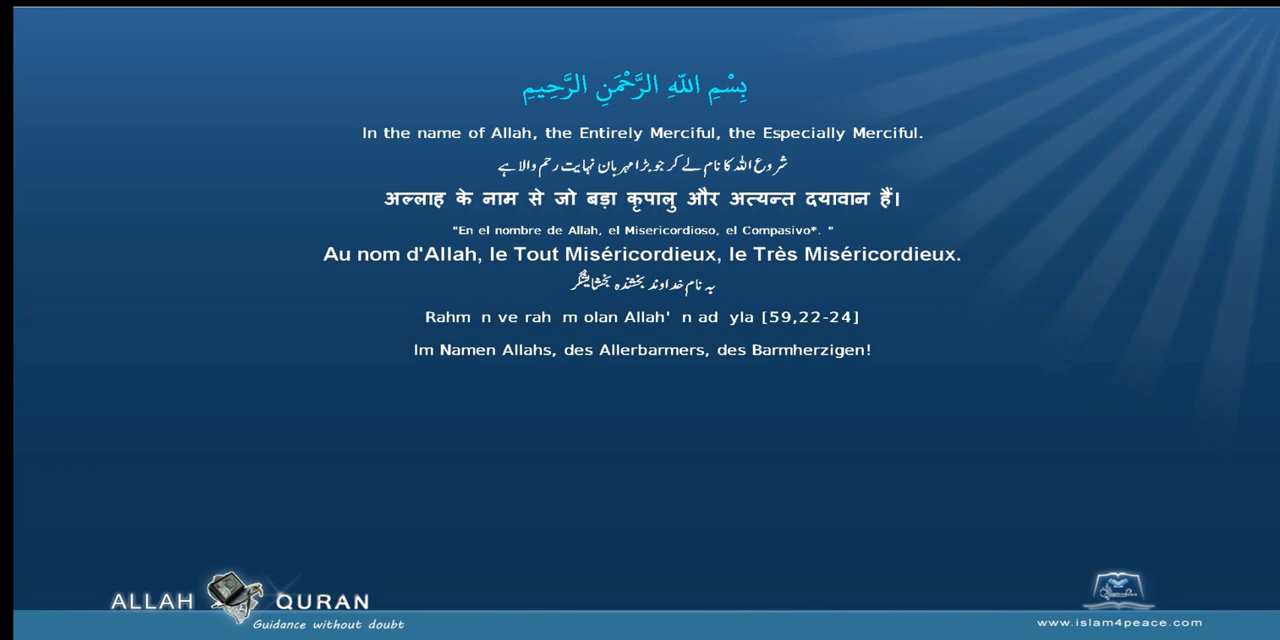 بِسْمِ اللّهِ الرَّحْمَنِ الرَّحِيمِ
In the name of Allah, the Entirely Merciful, the Especially Merciful.
شروع اللہ کا نام لے کر جو بڑا مہربان نہایت رحم والا ہے
अल्लाह के नाम से जो बड़ा कृपालु और अत्यन्त दयावान हैं।
"En el nombre de Allah, el Misericordioso, el Compasivo*. "
Au nom d'Allah, le Tout Miséricordieux, le Très Miséricordieux.
به نام خداوند بخشنده بخشایشگر
Rahm n ve rah m olan Allah' n ad yla [59,22-24]
Im Namen Allahs, des Allerbarmers, des Barmherzigen!
ALLAH QURAN
Guidance without doubt
www.islam4peace.com